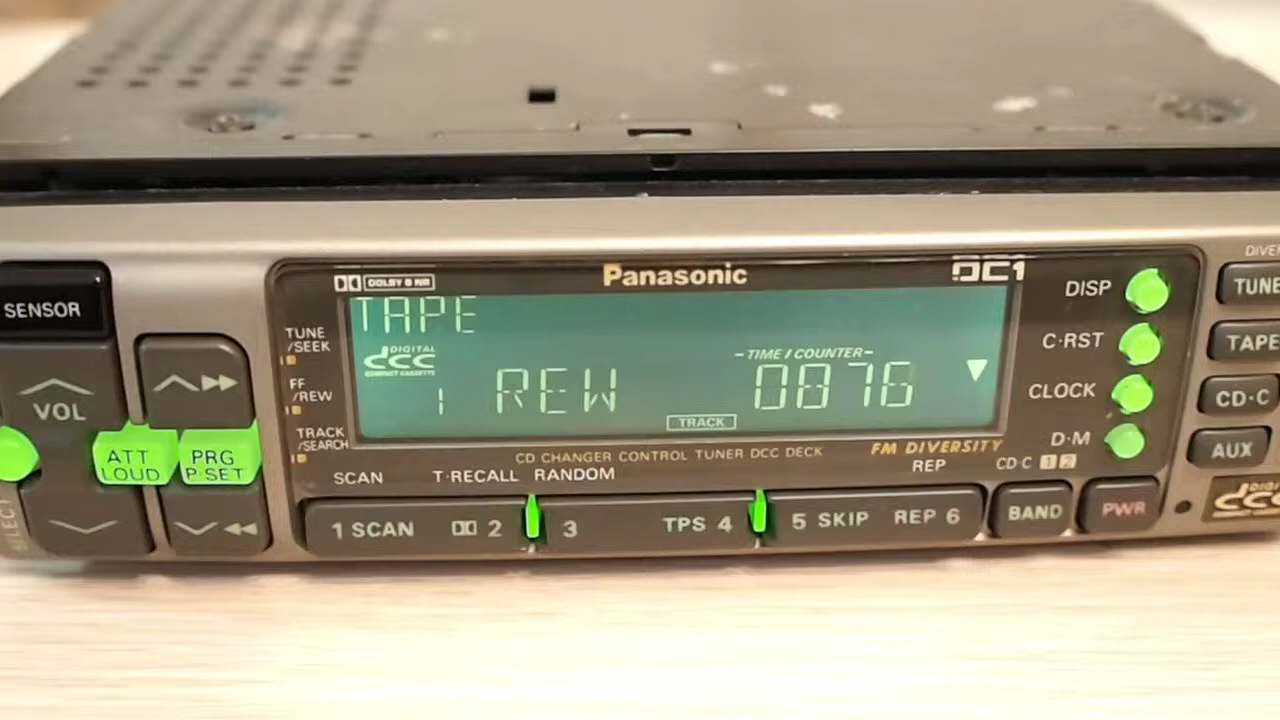 DIVE
DOLBY B NR
Panasonic
DC1
DISP
TUNE
SENSOR
TAPE
TUNE
/SEEK
DIGITAL
dcc
COMPACT CASSETTE
TIME / COUNTER
C·RST
TAPE
VOL
FF
/REW
1 REW 0876
CLOCK
CD·C
TRACK
TRACK
/SEARCH
D·M
AUX
ATT
LOUD
PRG
P·SET
CD CHANGER CONTROL TUNER DCC DECK
FM DIVERSITY
CD·C 1 2
SCAN
T·RECALL
RANDOM
REP
SELECT
1 SCAN
2
3
TPS 4
5 SKIP
REP 6
BAND
PWR
DIGI
dcc